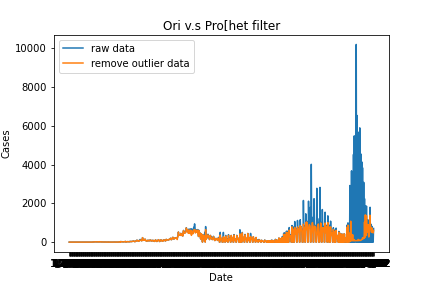 Ori v.s Pro[het filter
raw data
remove outlier data
10000
8000
6000
4000
2000
0
Cases
Date